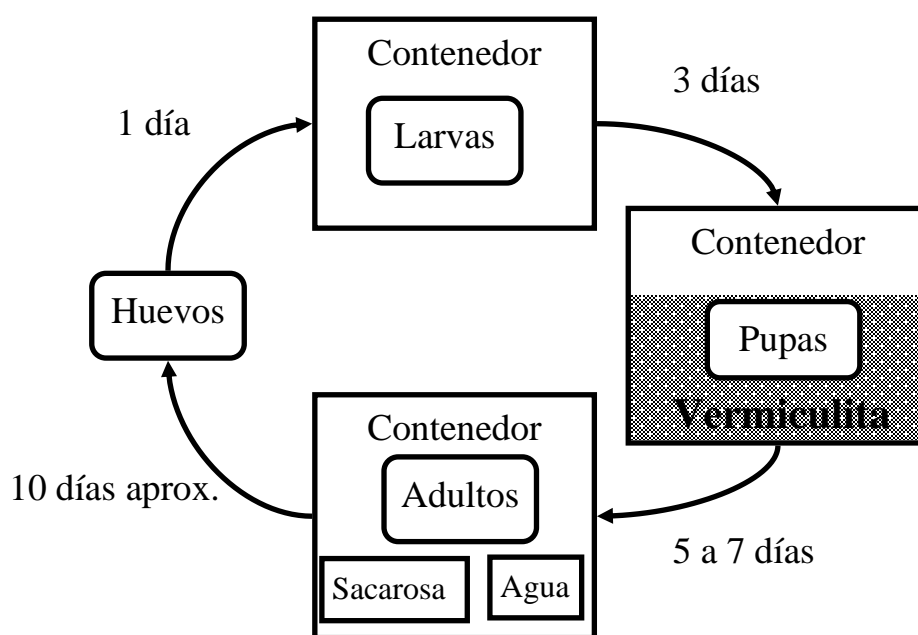 Contenedor
Larvas
3 días
1 día
Contenedor
Pupas
Vermiculita
Huevos
Contenedor
Adultos
Sacarosa
Agua
5 a 7 días
10 días aprox.